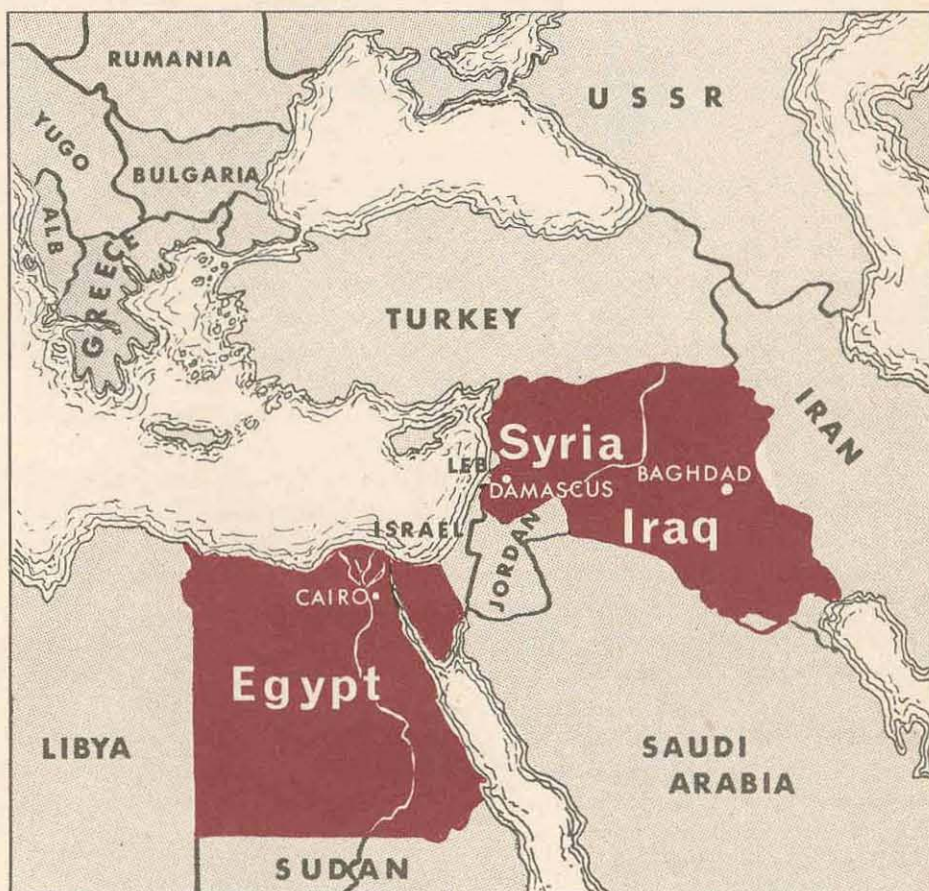 RUMANIA
USSR
YUGO
BULGARIA
ALB
GREECE
TURKEY
IRAN
Syria
LEB
DAMASCUS
BAGHDAD
ISRAEL
JORDAN
Iraq
CAIRO
Egypt
LIBYA
SAUDI
ARABIA
SUDAN